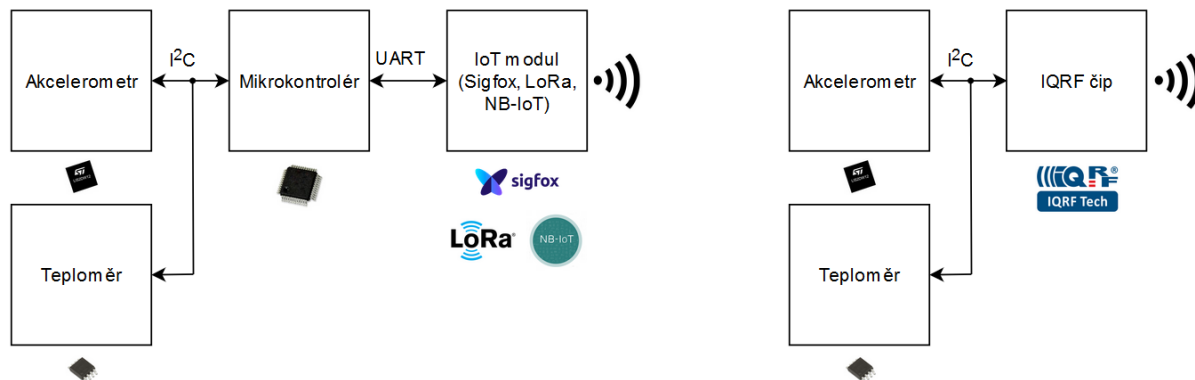 Akcelerometr
I²C
Mikrokontrolér
UART
IoT modul
(Sigfox, LoRa,
NB-IoT)
sigfox
LoRa®
NB-IoT
Teploměr
Akcelerometr
I²C
IQRF čip
IQRF®
IQRF Tech
Teploměr